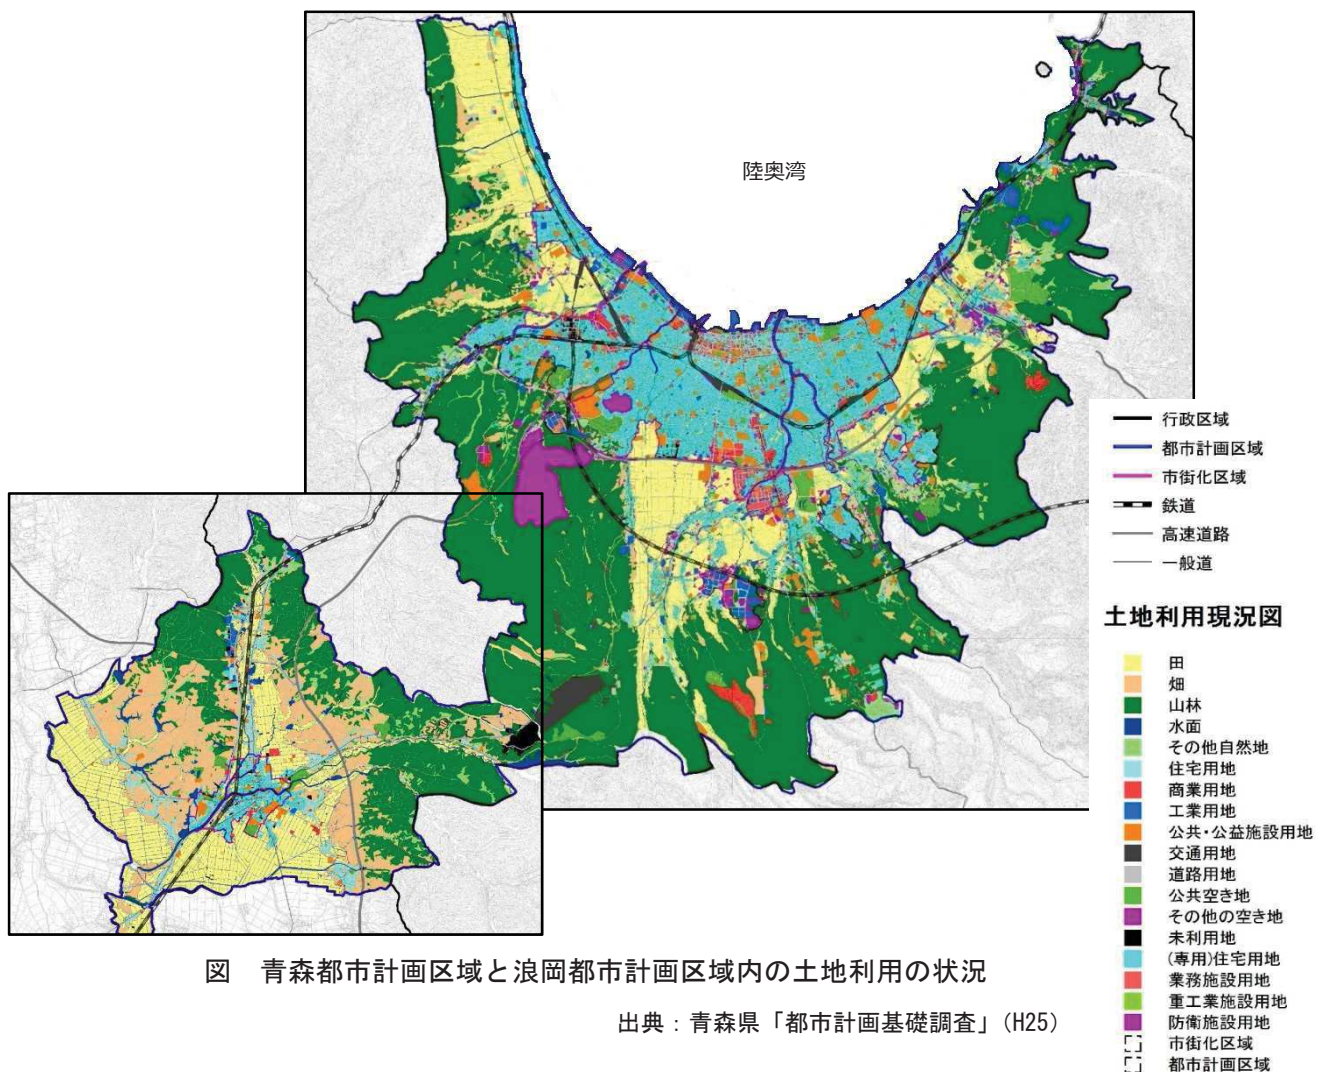 陸奥湾
行政区域
都市計画区域
市街化区域
鉄道
高速道路
一般道
土地利用現況図
田
畑
山林
水面
その他自然地
住宅用地
商業用地
工業用地
公共・公益施設用地
交通用地
道路用地
公共空き地
その他の空き地
未利用地
(専用)住宅用地
業務施設用地
重工業施設用地
防衛施設用地
市街化区域
都市計画区域
図　青森都市計画区域と浪岡都市計画区域内の土地利用の状況
出典：青森県「都市計画基礎調査」(H25)